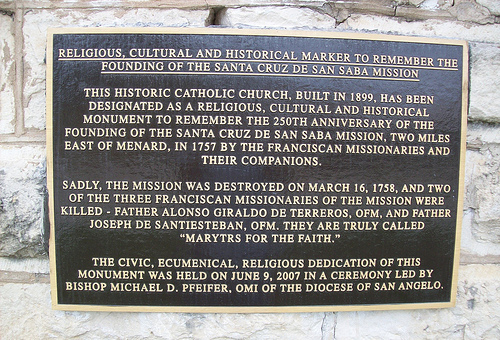 RELIGIOUS, CULTURAL AND HISTORICAL MARKER TO REMEMBER THE
FOUNDING OF THE SANTA CRUZ DE SAN SABA MISSION
THIS HISTORIC CATHOLIC CHURCH, BUILT IN 1899, HAS BEEN
DESIGNATED AS A RELIGIOUS, CULTURAL AND HISTORICAL
MONUMENT TO REMEMBER THE 250TH ANNIVERSARY OF THE
FOUNDING OF THE SANTA CRUZ DE SAN SABA MISSION, TWO MILES
EAST OF MENARD, IN 1757 BY THE FRANCISCAN MISSIONARIES AND
THEIR COMPANIONS.
SADLY, THE MISSION WAS DESTROYED ON MARCH 16, 1758, AND TWO
OF THE THREE FRANCISCAN MISSIONARIES OF THE MISSION WERE
KILLED - FATHER ALONSO GIRALDO DE TERREROS, OFM, AND FATHER
JOSEPH DE SANTIESTEBAN, OFM. THEY ARE TRULY CALLED
"MARYTRS FOR THE FAITH."
THE CIVIC, ECUMENICAL, RELIGIOUS DEDICATION OF THIS
MONUMENT WAS HELD ON JUNE 9, 2007 IN A CEREMONY LED BY
BISHOP MICHAEL D. PFEIFER, OMI OF THE DIOCESE OF SAN ANGELO.